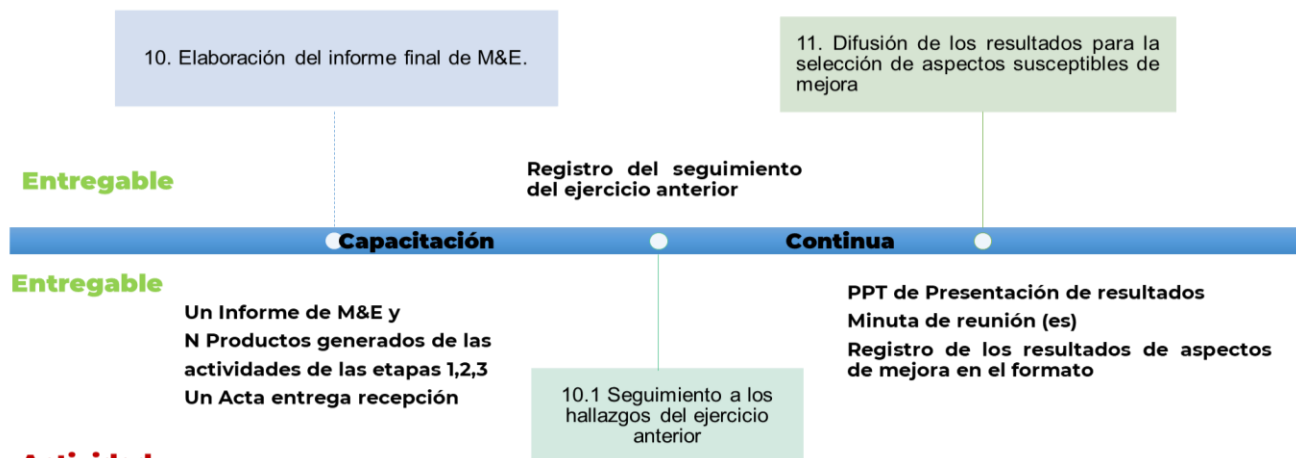 10. Elaboración del informe final de M&E.
11. Difusión de los resultados para la
selección de aspectos susceptibles de
mejora
Entregable
Registro del seguimiento
del ejercicio anterior
Capacitación
Continua
Entregable
Un Informe de M&E y
N Productos generados de las
actividades de las etapas 1,2,3
Un Acta entrega recepción
10.1 Seguimiento a los
hallazgos del ejercicio
anterior
PPT de Presentación de resultados
Minuta de reunión (es)
Registro de los resultados de aspectos
de mejora en el formato